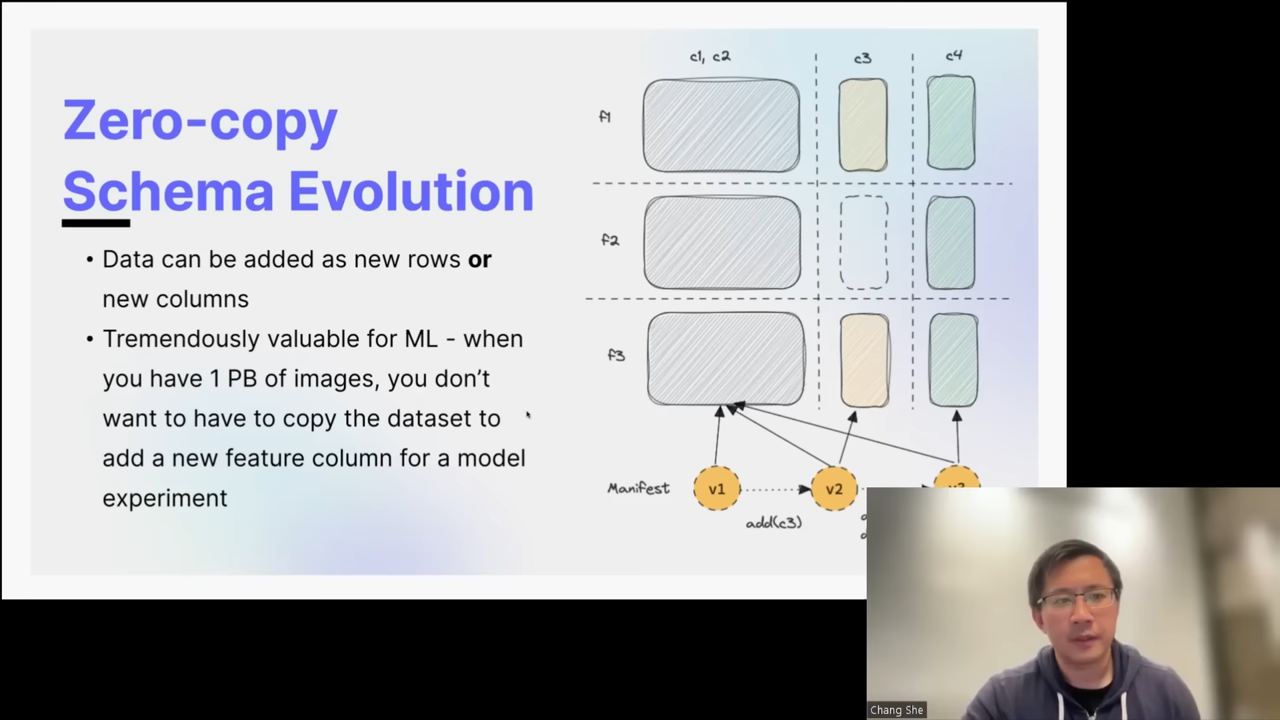 Zero-copy
Schema Evolution
• Data can be added as new rows or
new columns
• Tremendously valuable for ML - when
you have 1 PB of images, you don’t
want to have to copy the dataset to
add a new feature column for a model
experiment
c1, c2
c3
c4
f1
f2
f3
Manifest
v1
v2
add(c3)
Chang She